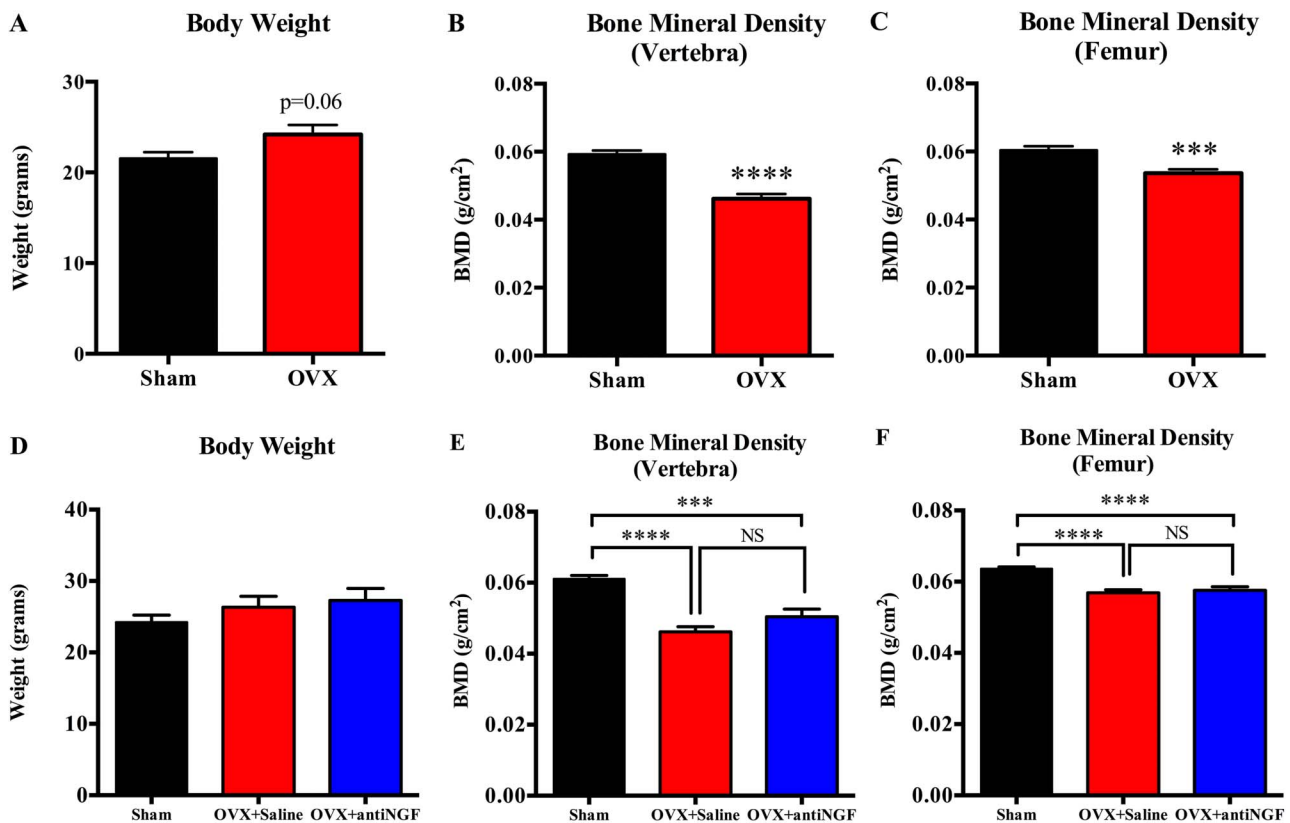 A
Body Weight
Weight (grams)
30
20
10
0
p=0.06
Sham
OVX
B
Bone Mineral Density
(Vertebra)
BMD (g/cm²)
0.08
0.06
0.04
0.02
0.00
****
Sham
OVX
C
Bone Mineral Density
(Femur)
BMD (g/cm²)
0.08
0.06
0.04
0.02
0.00
***
Sham
OVX
D
Body Weight
Weight (grams)
40
30
20
10
0
Sham
OVX+Saline
OVX+antiNGF
E
Bone Mineral Density
(Vertebra)
BMD (g/cm²)
0.08
0.06
0.04
0.02
0.00
***
****
NS
Sham
OVX+Saline
OVX+antiNGF
F
Bone Mineral Density
(Femur)
BMD (g/cm²)
0.08
0.06
0.04
0.02
0.00
****
****
NS
Sham
OVX+Saline
OVX+antiNGF